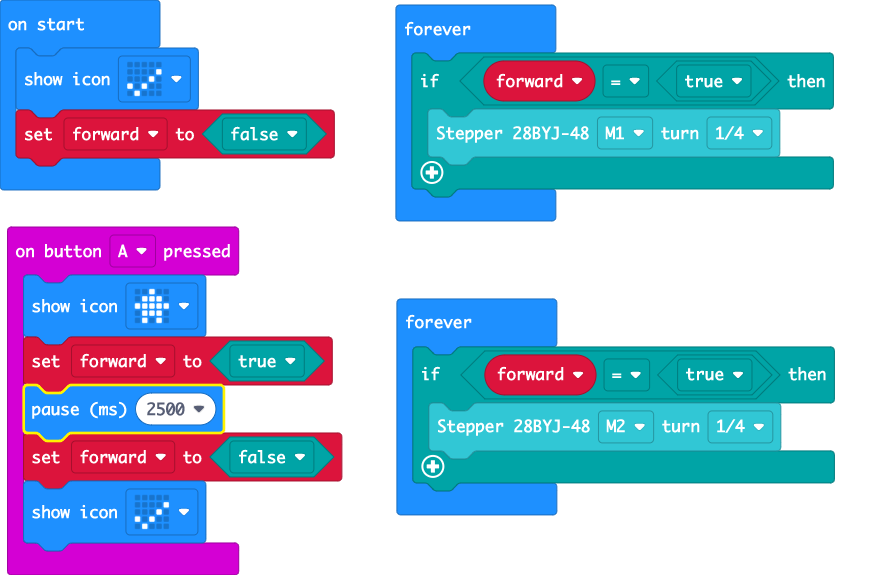 on start
show icon
set forward to false
on button A pressed
show icon
set forward to true
pause (ms) 2500
set forward to false
show icon
forever
if forward = true then
Stepper 28BYJ-48 M1 turn 1/4
forever
if forward = true then
Stepper 28BYJ-48 M2 turn 1/4